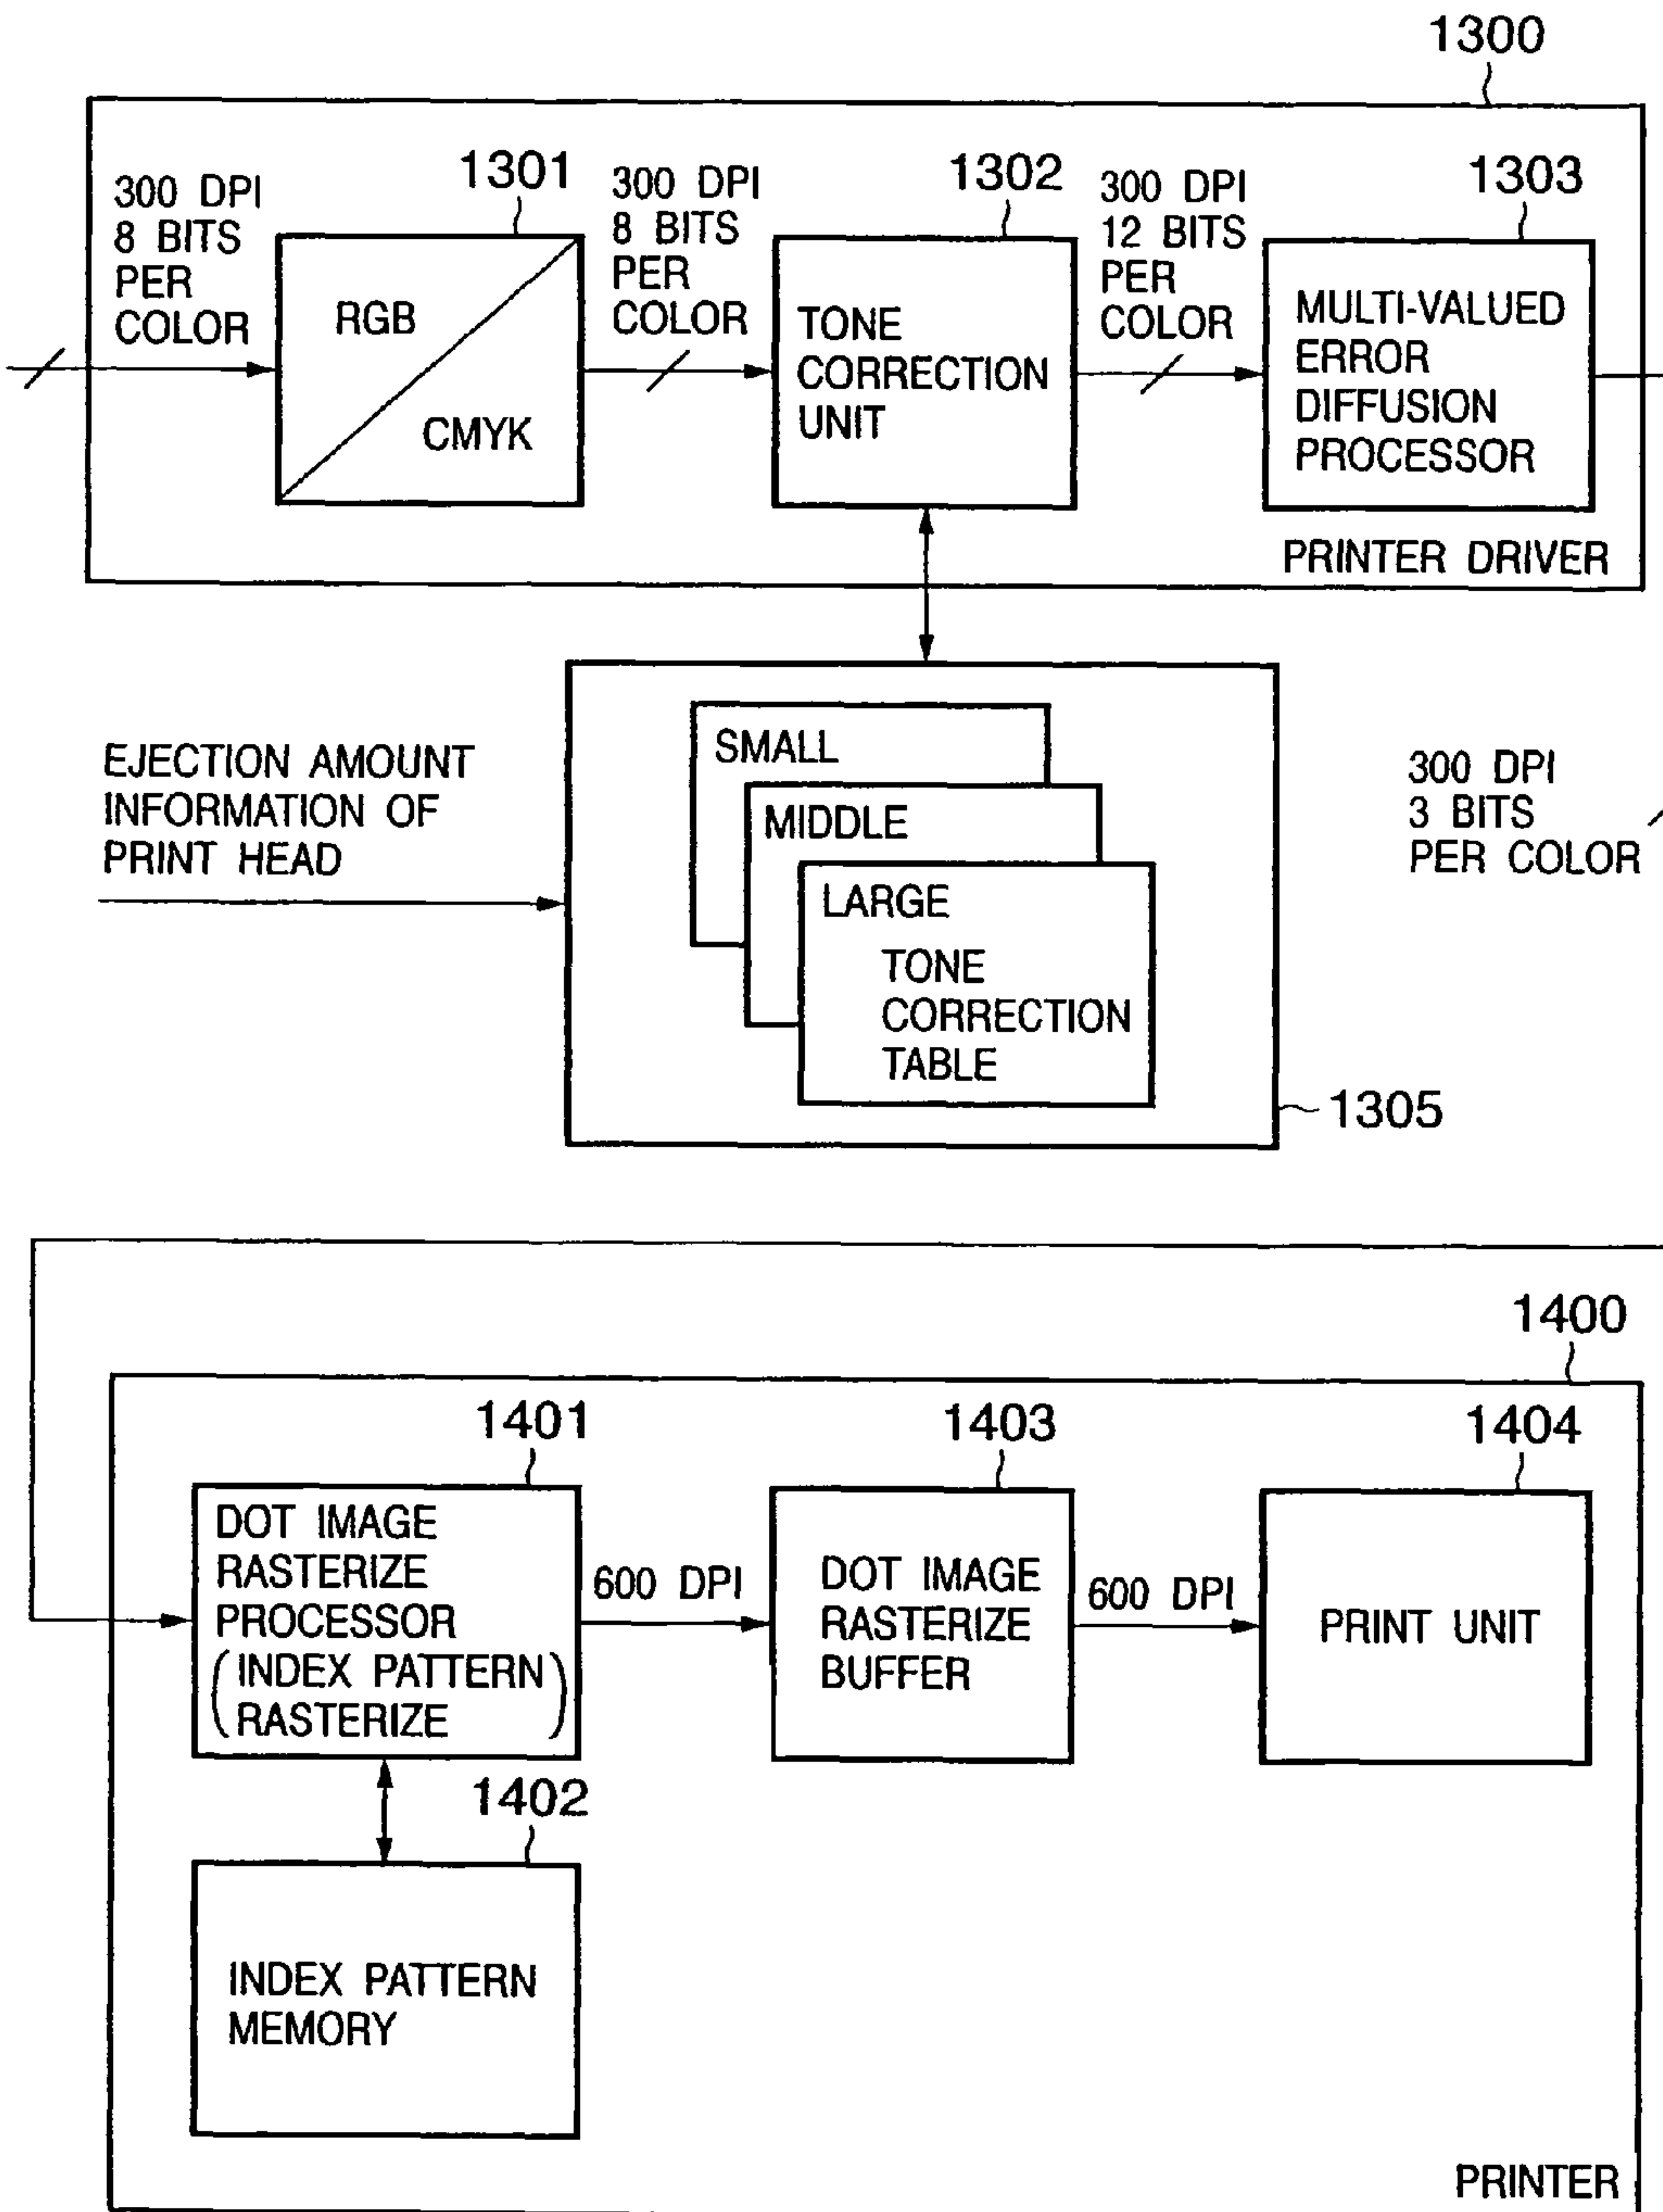 1300
1301
1302
1303
300 DPI
8 BITS
PER
COLOR
RGB
CMYK
300 DPI
8 BITS
PER
COLOR
TONE
CORRECTION
UNIT
300 DPI
12 BITS
PER
COLOR
MULTI-VALUED
ERROR
DIFFUSION
PROCESSOR
PRINTER DRIVER
EJECTION AMOUNT
INFORMATION OF
PRINT HEAD
SMALL
MIDDLE
LARGE
TONE
CORRECTION
TABLE
1305
300 DPI
3 BITS
PER COLOR
1400
1401
1403
1404
DOT IMAGE
RASTERIZE
PROCESSOR
(INDEX PATTERN
RASTERIZE)
600 DPI
DOT IMAGE
RASTERIZE
BUFFER
600 DPI
PRINT UNIT
1402
INDEX PATTERN
MEMORY
PRINTER